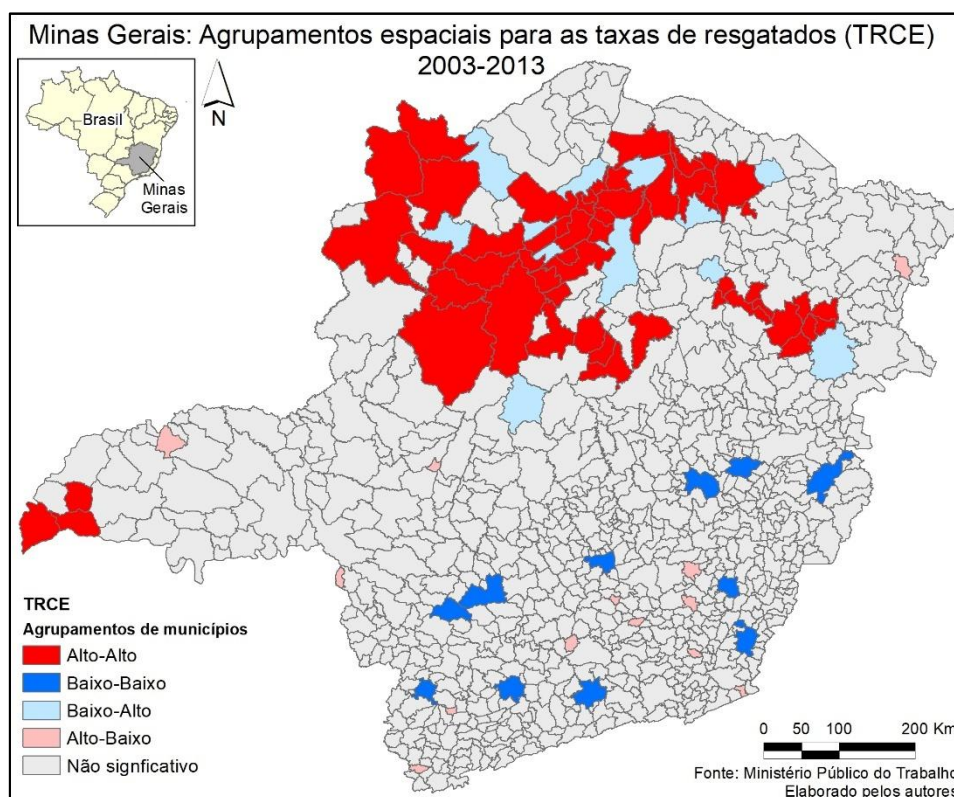 Minas Gerais: Agrupamentos espaciais para as taxas de resgatados (TRCE)
2003-2013
Brasil
Minas
Gerais
N
TRCE
Agrupamentos de municípios
Alto-Alto
Baixo-Baixo
Baixo-Alto
Alto-Baixo
Não signficativo
0 50 100 200 Km
Fonte: Ministério Público do Trabalho
Elaborado pelos autores